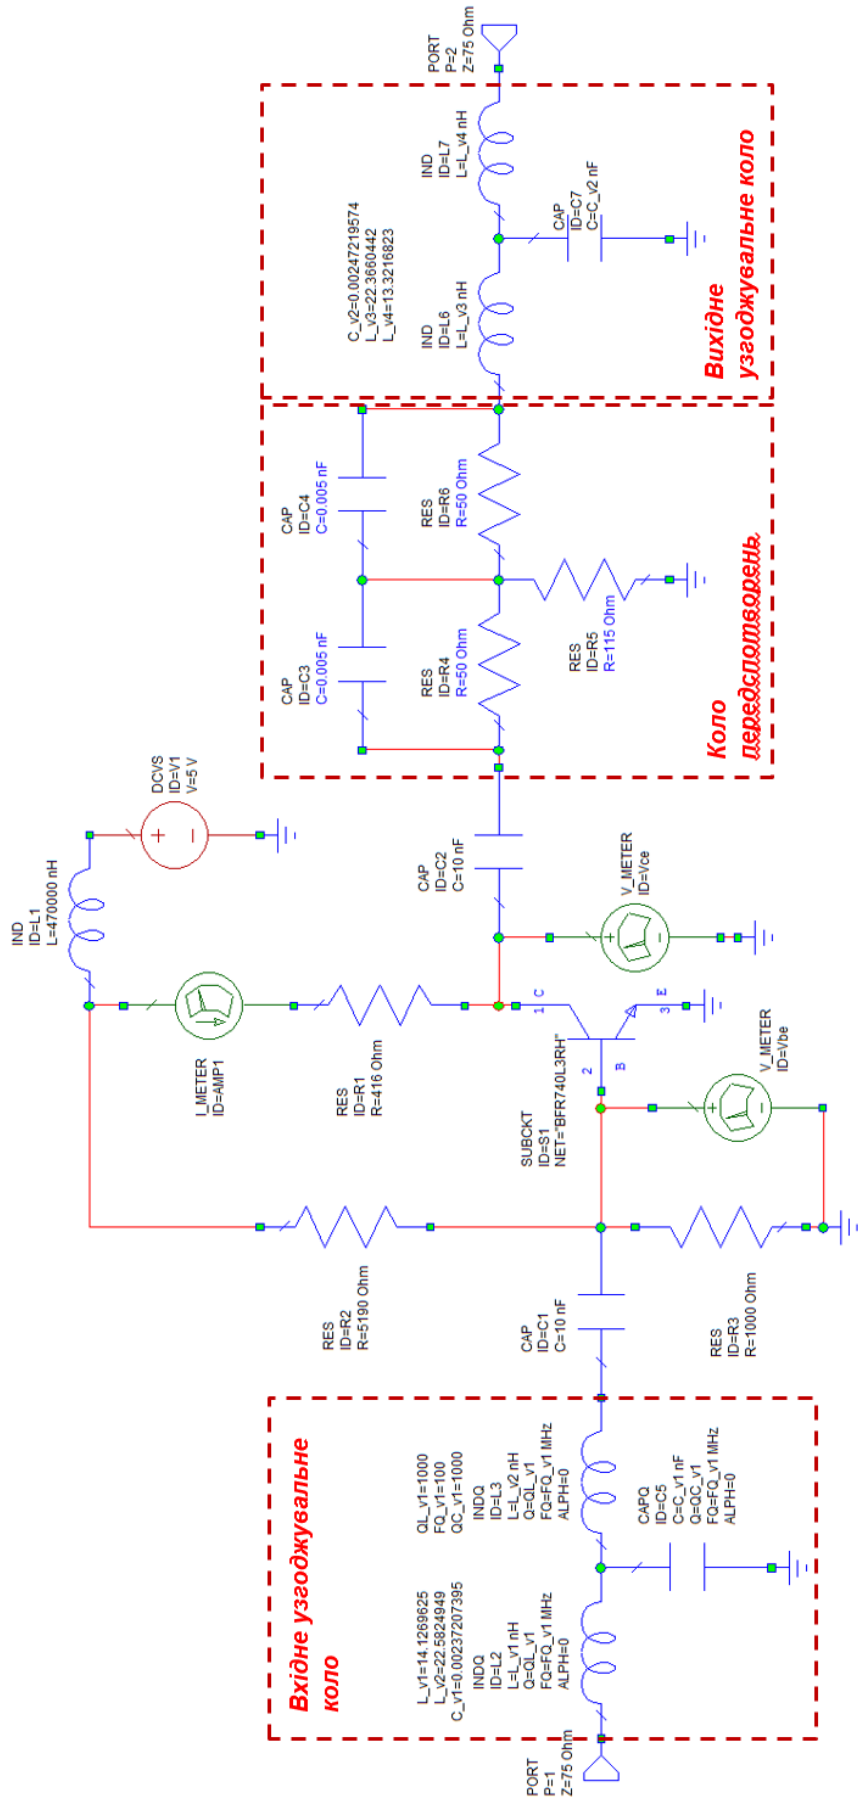 Вхідне узгоджувальне
коло
L_v1=14.1269625
L_v2=22.5824949
C_v1=0.00237207395
QL_v1=1000
FQ_v1=100
QC_v1=1000
PORT
P=1
Z=75 Ohm
INDQ
ID=L2
L=L_v1 nH
Q=QL_v1
FQ=FQ_v1 MHz
ALPH=0
INDQ
ID=L3
L=L_v2 nH
Q=QL_v1
FQ=FQ_v1 MHz
ALPH=0
CAPQ
ID=C5
C=C_v1 nF
Q=QC_v1
FQ=FQ_v1 MHz
ALPH=0
CAP
ID=C1
C=10 nF
RES
ID=R2
R=5190 Ohm
RES
ID=R3
R=1000 Ohm
I_METER
ID=AMP1
RES
ID=R1
R=416 Ohm
IND
ID=L1
L=470000 nH
DCVS
ID=V1
V=5 V
+
−
SUBCKT
ID=S1
NET="BFR740L3RH"
2
B
1
C
3
E
V_METER
ID=Vbe
+
−
V_METER
ID=Vce
+
−
CAP
ID=C2
C=10 nF
CAP
ID=C3
C=0.005 nF
CAP
ID=C4
C=0.005 nF
RES
ID=R4
R=50 Ohm
RES
ID=R6
R=50 Ohm
RES
ID=R5
R=115 Ohm
Коло
передспотворень
C_v2=0.00247219574
L_v3=22.3660442
L_v4=13.3216823
IND
ID=L6
L=L_v3 nH
IND
ID=L7
L=L_v4 nH
CAP
ID=C7
C=C_v2 nF
Вихідне
узгоджувальне коло
PORT
P=2
Z=75 Ohm